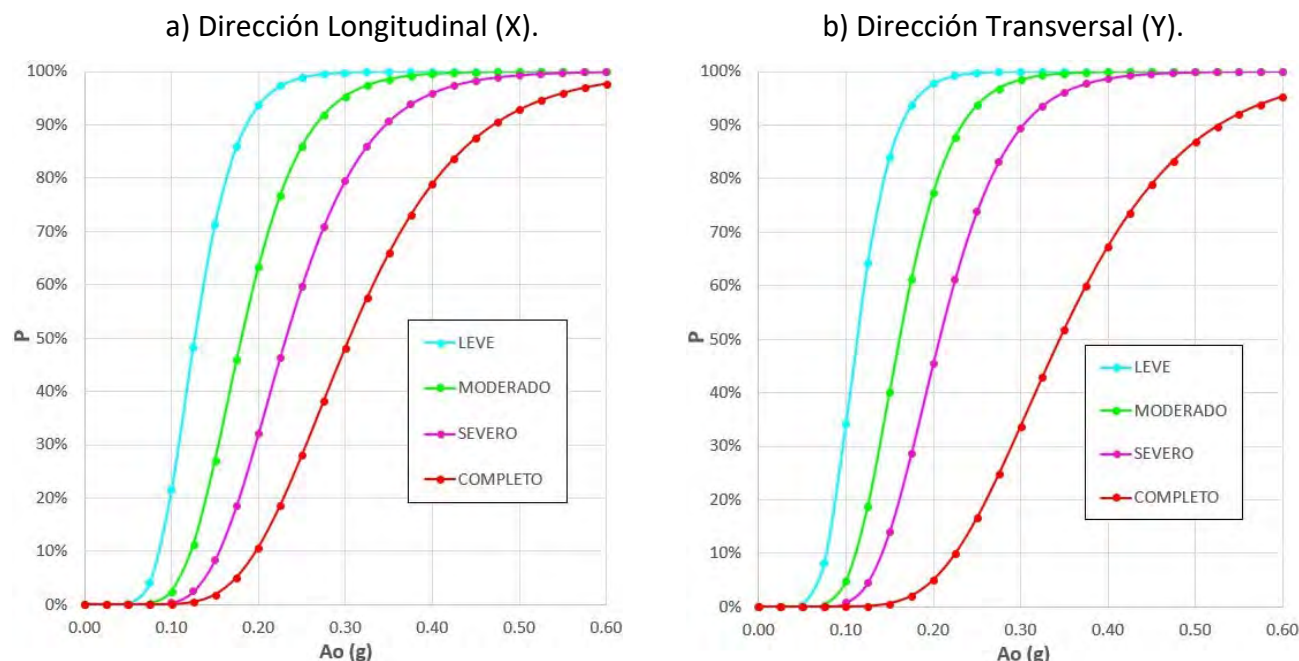 a) Dirección Longitudinal (X).
100%
90%
80%
70%
60%
50%
40%
30%
20%
10%
0%
P
LEVE
MODERADO
SEVERO
COMPLETO
0.00 0.10 0.20 0.30 0.40 0.50 0.60
Ao (g)
b) Dirección Transversal (Y).
100%
90%
80%
70%
60%
50%
40%
30%
20%
10%
0%
P
LEVE
MODERADO
SEVERO
COMPLETO
0.00 0.10 0.20 0.30 0.40 0.50 0.60
Ao (g)